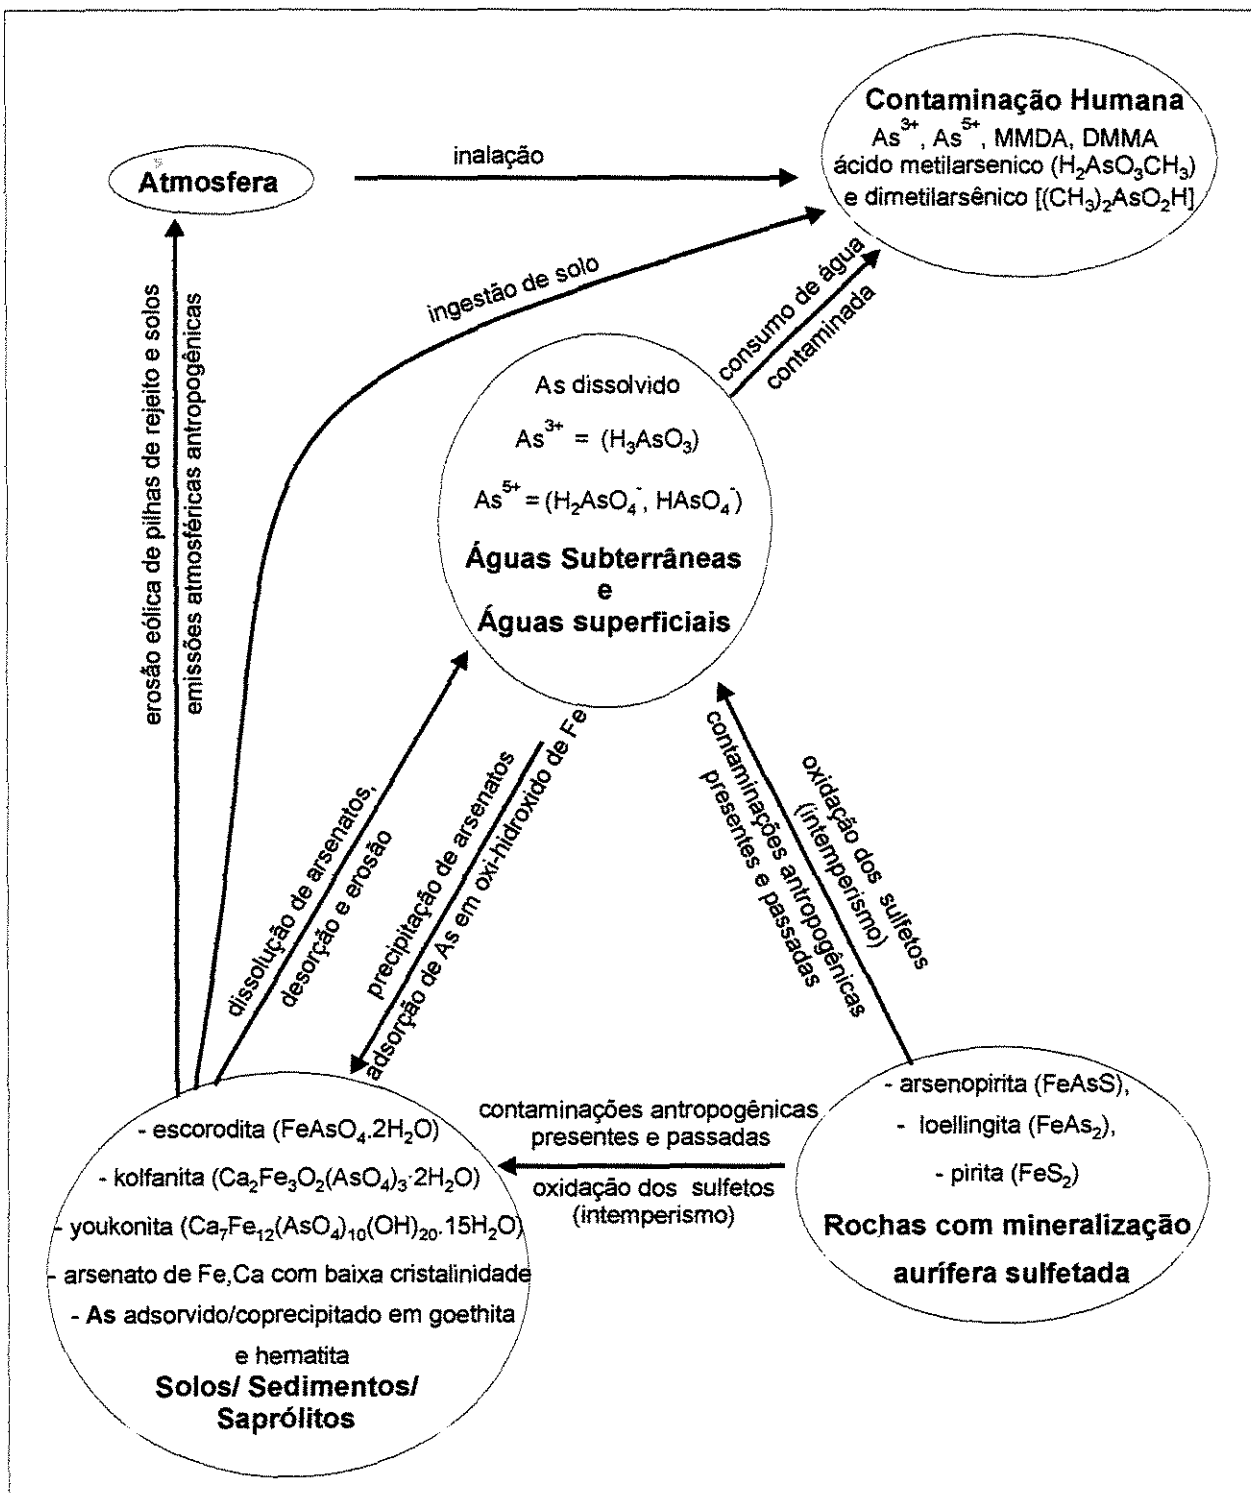 Contaminação Humana
As³⁺, As⁵⁺, MMDA, DMMA
ácido metilarsenico (H₂AsO₃CH₃)
e dimetilarsênico [(CH₃)₂AsO₂H]
Atmosfera
inalação
ingestão de solo
consumo de água
contaminada
erosão eólica de pilhas de rejeito e solos
emissões atmosféricas antropogênicas
As dissolvido
As³⁺ = (H₃AsO₃)
As⁵⁺ = (H₂AsO₄⁻, HAsO₄⁻)
Águas Subterrâneas
e
Águas superficiais
dissolução de arsenatos,
desorção e erosão
precipitação de arsenatos
adsorção de As em oxi-hidroxido de Fe
oxidação dos sulfetos
(intemperismo)
contaminações antropogênicas
presentes e passadas
- escorodita (FeAsO₄.2H₂O)
- kolfanita (Ca₂Fe₃O₂(AsO₄)₃·2H₂O)
- youkonita (Ca₇Fe₁₂(AsO₄)₁₀(OH)₂₀.15H₂O)
- arsenato de Fe,Ca com baixa cristalinidade
- As adsorvido/coprecipitado em goethita
e hematita
Solos/ Sedimentos/
Saprólitos
contaminações antropogênicas
presentes e passadas
oxidação dos sulfetos
(intemperismo)
- arsenopirita (FeAsS),
- loellingita (FeAs₂),
- pirita (FeS₂)
Rochas com mineralização
aurífera sulfetada